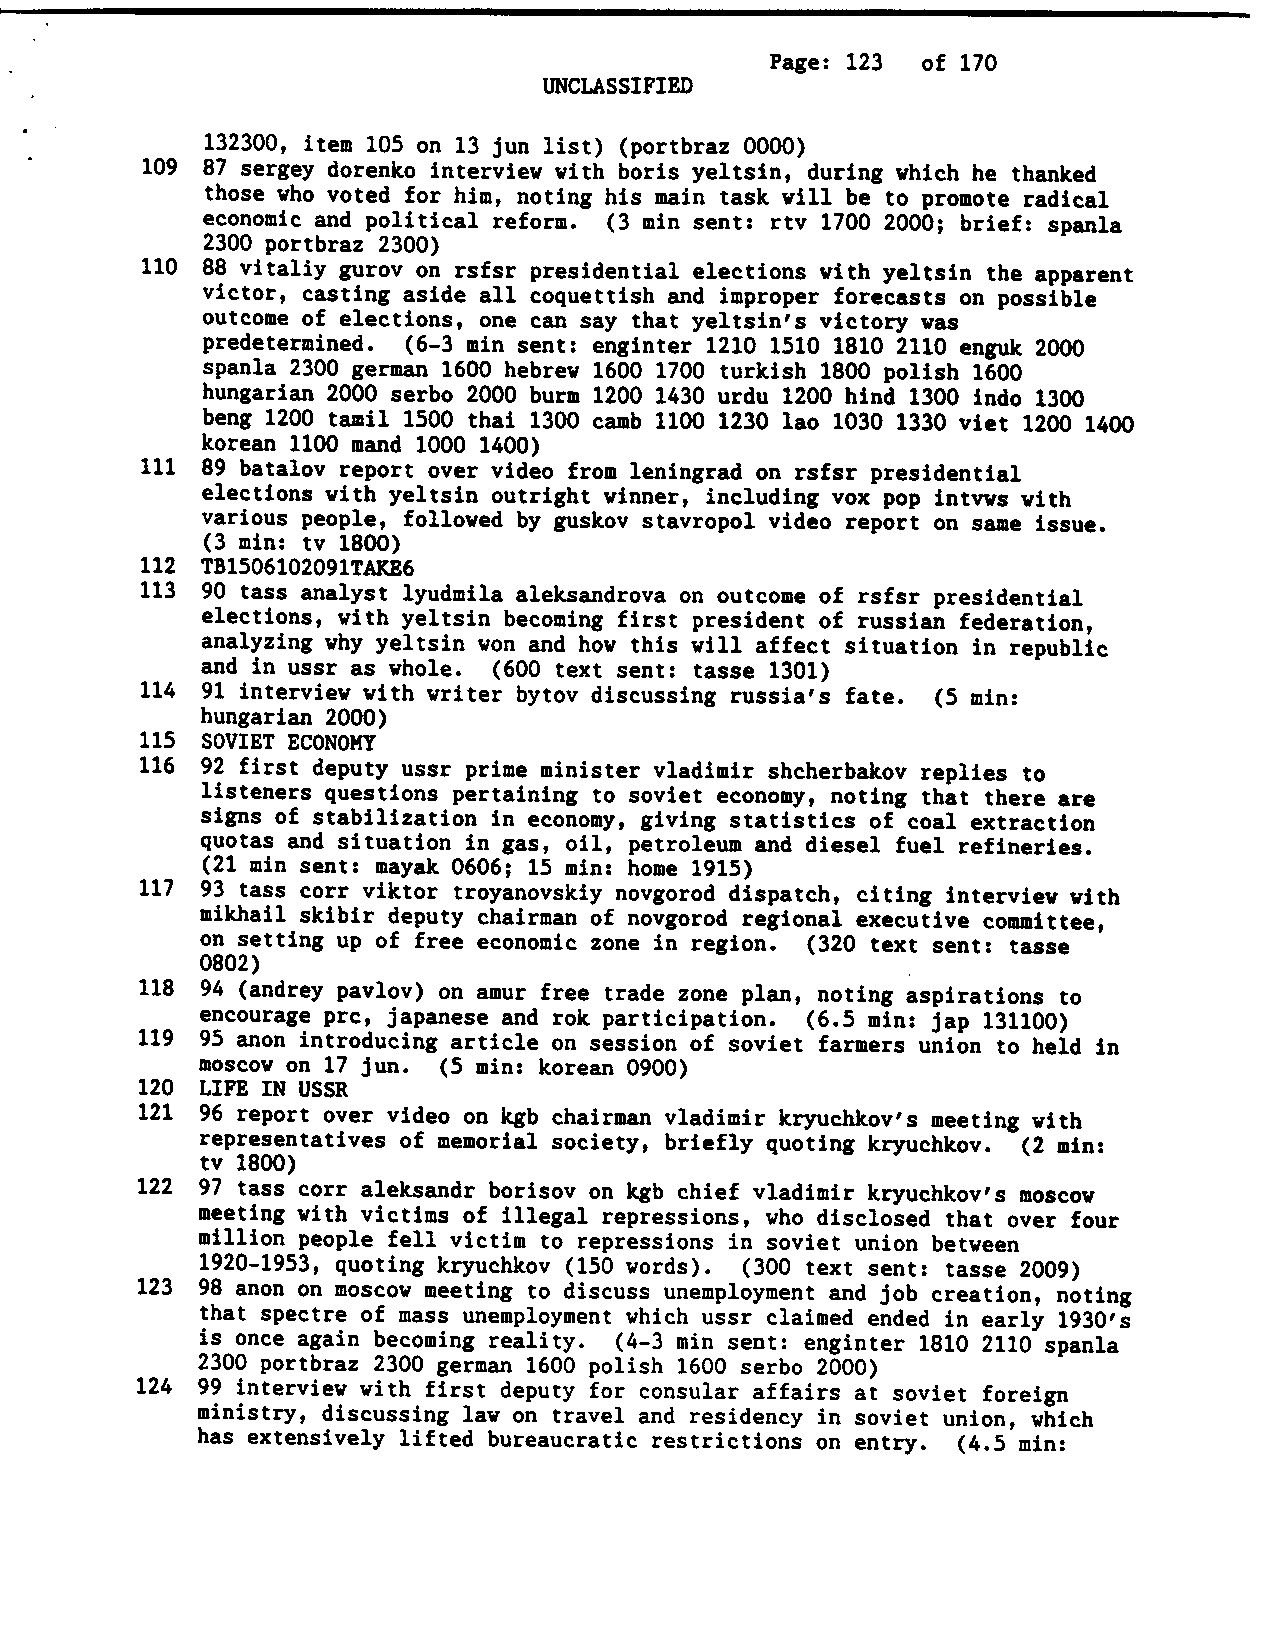 Page: 123 of 170
UNCLASSIFIED
132300, item 105 on 13 jun list) (portbraz 0000)
109 87 sergey dorenko interview with boris yeltsin, during which he thanked
those who voted for him, noting his main task will be to promote radical
economic and political reform. (3 min sent: rtv 1700 2000; brief: spanla
2300 portbraz 2300)
110 88 vitaliy gurov on rsfsr presidential elections with yeltsin the apparent
victor, casting aside all coquettish and improper forecasts on possible
outcome of elections, one can say that yeltsin's victory was
predetermined. (6-3 min sent: enginter 1210 1510 1810 2110 enguk 2000
spanla 2300 german 1600 hebrew 1600 1700 turkish 1800 polish 1600
hungarian 2000 serbo 2000 burm 1200 1430 urdu 1200 hind 1300 indo 1300
beng 1200 tamil 1500 thai 1300 camb 1100 1230 lao 1030 1330 viet 1200 1400
korean 1100 mand 1000 1400)
111 89 batalov report over video from leningrad on rsfsr presidential
elections with yeltsin outright winner, including vox pop intvws with
various people, followed by guskov stavropol video report on same issue.
(3 min: tv 1800)
112 TB1506102091TAKE6
113 90 tass analyst lyudmila aleksandrova on outcome of rsfsr presidential
elections, with yeltsin becoming first president of russian federation,
analyzing why yeltsin won and how this will affect situation in republic
and in ussr as whole. (600 text sent: tasse 1301)
114 91 interview with writer bytov discussing russia's fate. (5 min:
hungarian 2000)
115 SOVIET ECONOMY
116 92 first deputy ussr prime minister vladimir shcherbakov replies to
listeners questions pertaining to soviet economy, noting that there are
signs of stabilization in economy, giving statistics of coal extraction
quotas and situation in gas, oil, petroleum and diesel fuel refineries.
(21 min sent: mayak 0606; 15 min: home 1915)
117 93 tass corr viktor troyanovskiy novgorod dispatch, citing interview with
mikhail skibir deputy chairman of novgorod regional executive committee,
on setting up of free economic zone in region. (320 text sent: tasse
0802)
118 94 (andrey pavlov) on amur free trade zone plan, noting aspirations to
encourage prc, japanese and rok participation. (6.5 min: jap 131100)
119 95 anon introducing article on session of soviet farmers union to held in
moscow on 17 jun. (5 min: korean 0900)
120 LIFE IN USSR
121 96 report over video on kgb chairman vladimir kryuchkov's meeting with
representatives of memorial society, briefly quoting kryuchkov. (2 min:
tv 1800)
122 97 tass corr aleksandr borisov on kgb chief vladimir kryuchkov's moscow
meeting with victims of illegal repressions, who disclosed that over four
million people fell victim to repressions in soviet union between
1920-1953, quoting kryuchkov (150 words). (300 text sent: tasse 2009)
123 98 anon on moscow meeting to discuss unemployment and job creation, noting
that spectre of mass unemployment which ussr claimed ended in early 1930's
is once again becoming reality. (4-3 min sent: enginter 1810 2110 spanla
2300 portbraz 2300 german 1600 polish 1600 serbo 2000)
124 99 interview with first deputy for consular affairs at soviet foreign
ministry, discussing law on travel and residency in soviet union, which
has extensively lifted bureaucratic restrictions on entry. (4.5 min: